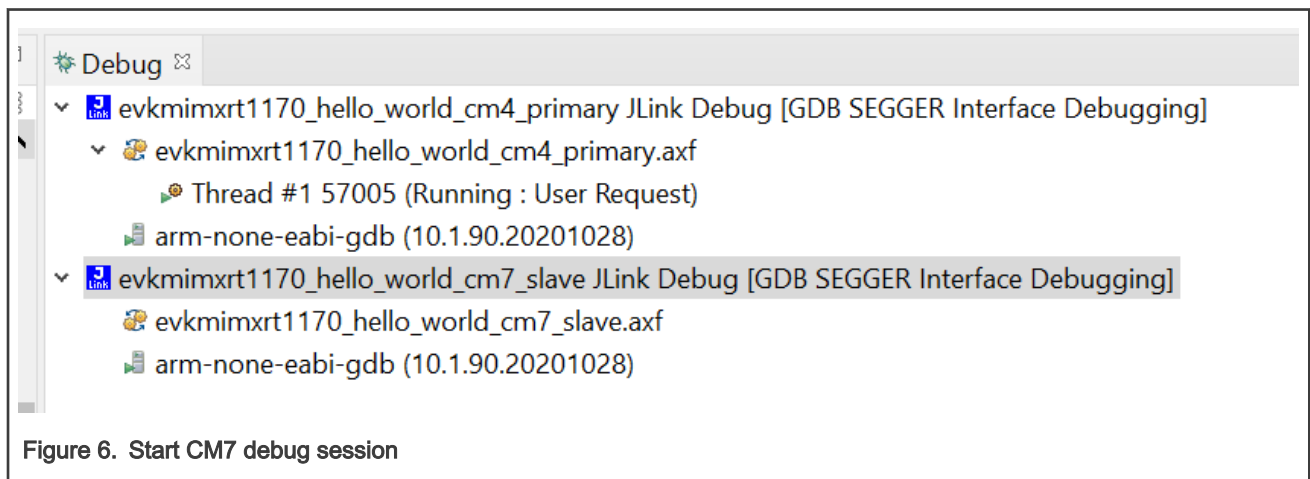 Debug
J
Link
evkmimxrt1170_hello_world_cm4_primary JLink Debug [GDB SEGGER Interface Debugging]
evkmimxrt1170_hello_world_cm4_primary.axf
Thread #1 57005 (Running : User Request)
arm-none-eabi-gdb (10.1.90.20201028)
J
Link
evkmimxrt1170_hello_world_cm7_slave JLink Debug [GDB SEGGER Interface Debugging]
evkmimxrt1170_hello_world_cm7_slave.axf
arm-none-eabi-gdb (10.1.90.20201028)
Figure 6. Start CM7 debug session